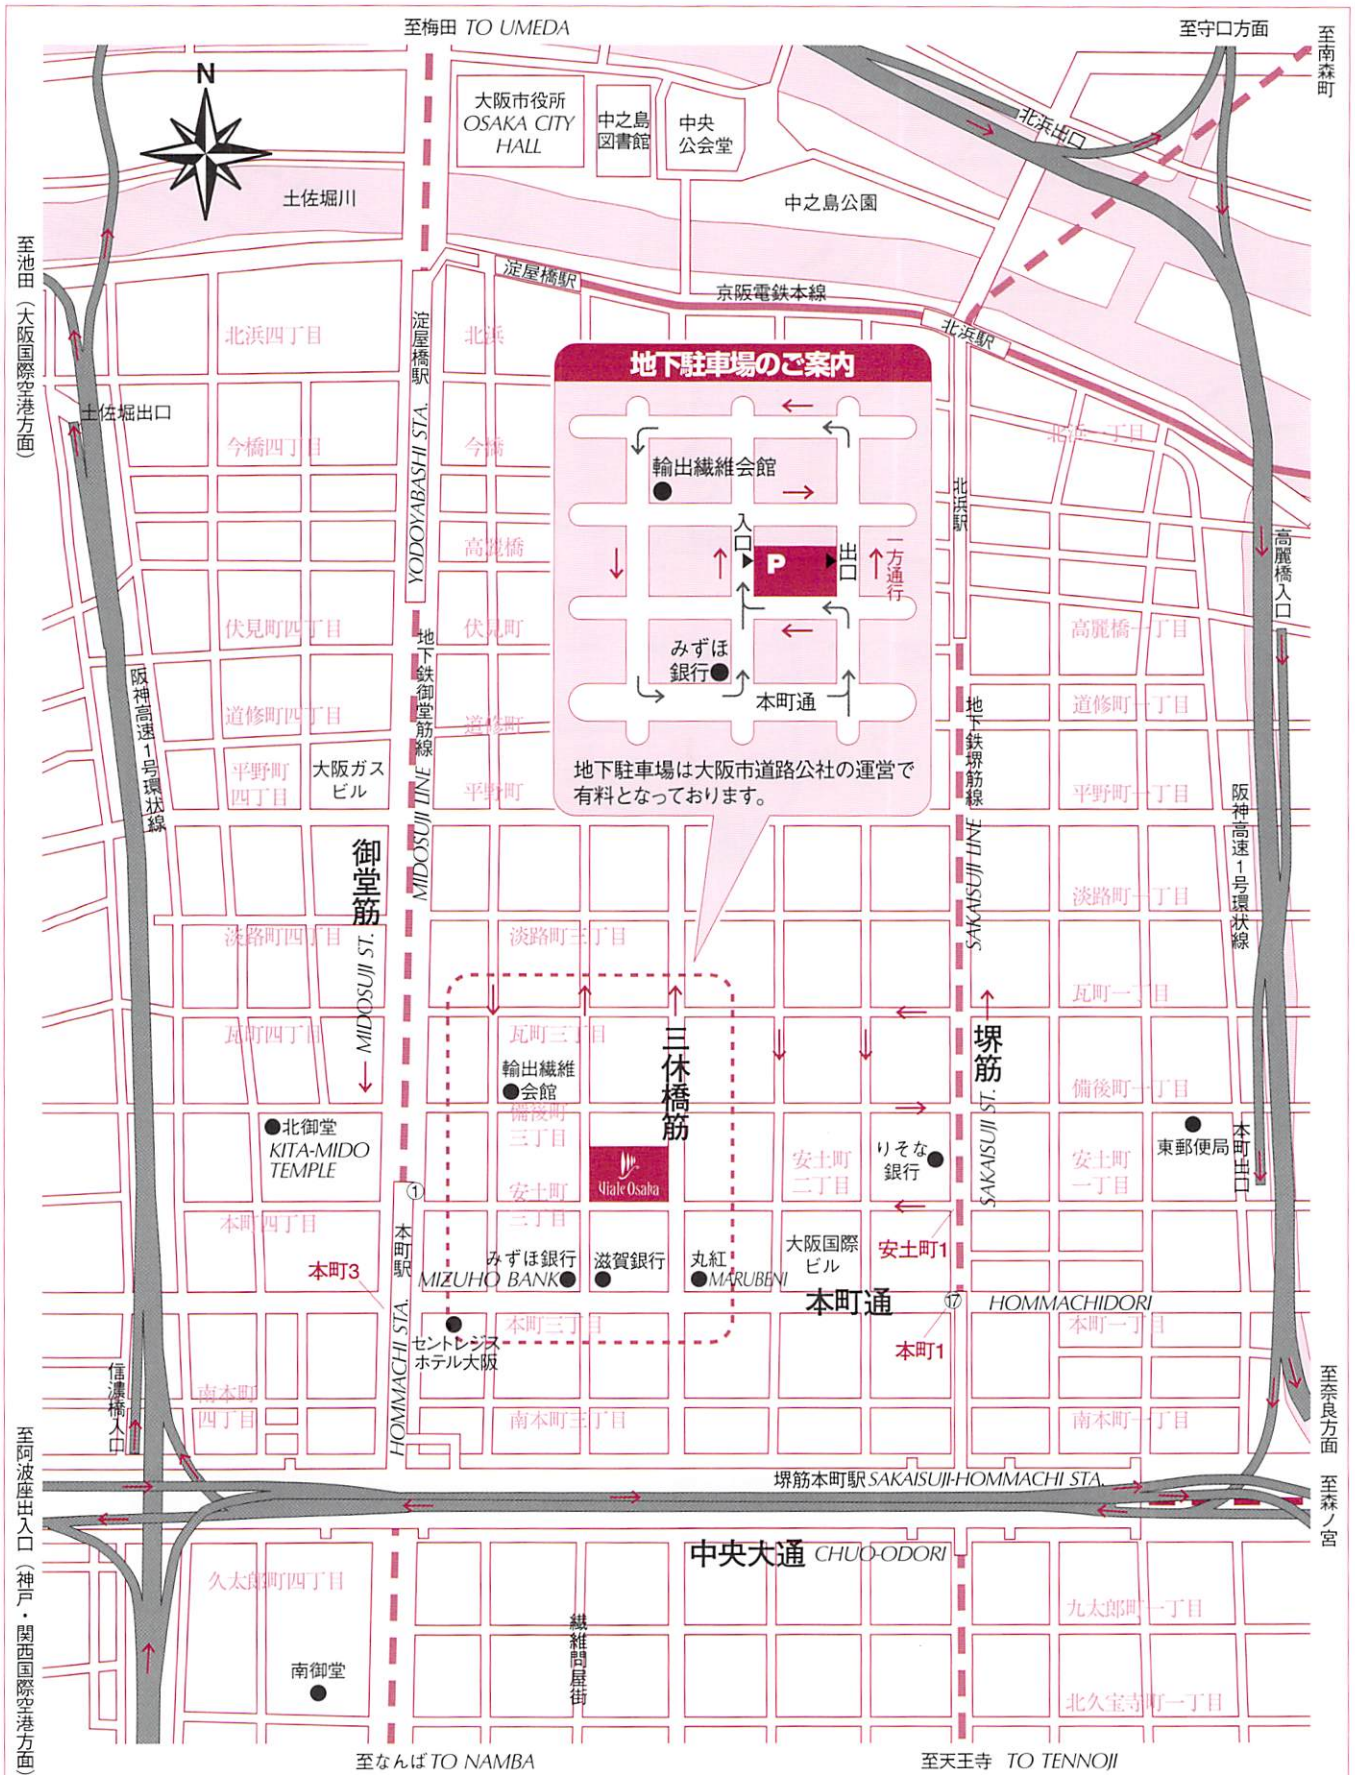 至梅田 TO UMEDA
至守口方面
至南森町
N
大阪市役所
OSAKA CITY
HALL
中之島
図書館
中央
公会堂
北浜出口
土佐堀川
中之島公園
至池田（大阪国際空港方面）
淀屋橋駅
京阪電鉄本線
北浜駅
北浜四丁目
淀屋橋駅 YODOYABASHI STA.
北浜
地下駐車場のご案内
輸出繊維会館
入口
P
出口
一方通行
みずほ
銀行
本町通
地下駐車場は大阪市道路公社の運営で
有料となっております。
土佐堀出口
今橋四丁目
今橋
北浜一丁目
北浜駅
高麗橋
高麗橋入口
伏見町四丁目
伏見町
高麗橋一丁目
阪神高速1号環状線
地下鉄御堂筋線 MIDOSUJI LINE
道修町四丁目
道修町
地下鉄堺筋線 SAKAISUJI LINE
道修町一丁目
平野町
四丁目
大阪ガス
ビル
平野町
平野町一丁目
阪神高速1号環状線
御堂筋 MIDOSUJI ST.
淡路町四丁目
淡路町三丁目
淡路町一丁目
瓦町一丁目
瓦町四丁目
瓦町三丁目
三休橋筋
堺筋 SAKAISUJI ST.
輸出繊維
会館
備後町
三丁目
備後町一丁目
北御堂
KITA-MIDO
TEMPLE
Viale Osaka
安土町
三丁目
安土町
二丁目
りそな
銀行
安土町
一丁目
東郵便局
本町出口
①
本町四丁目
本町3
本町駅 HOMMACHI STA.
みずほ銀行
MIZUHO BANK
滋賀銀行
丸紅
MARUBENI
大阪国際
ビル
安土町1
本町通
⑰
HOMMACHIDORI
本町三丁目
本町一丁目
本町1
セントレジス
ホテル大阪
信濃橋入口
南本町
四丁目
南本町三丁目
南本町一丁目
至奈良方面
至阿波座出入口（神戸・関西国際空港方面）
堺筋本町駅 SAKAISUJI-HOMMACHI STA.
至森ノ宮
中央大通 CHUO-ODORI
久太郎町四丁目
九太郎町一丁目
繊維問屋街
南御堂
北久宝寺町一丁目
至なんば TO NAMBA
至天王寺 TO TENNOJI